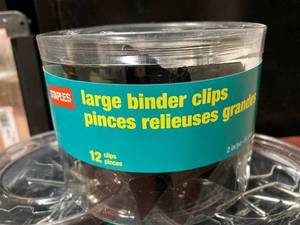 STAPLES
large binder clips
pinces relieuses grandes
12 clips
pinces